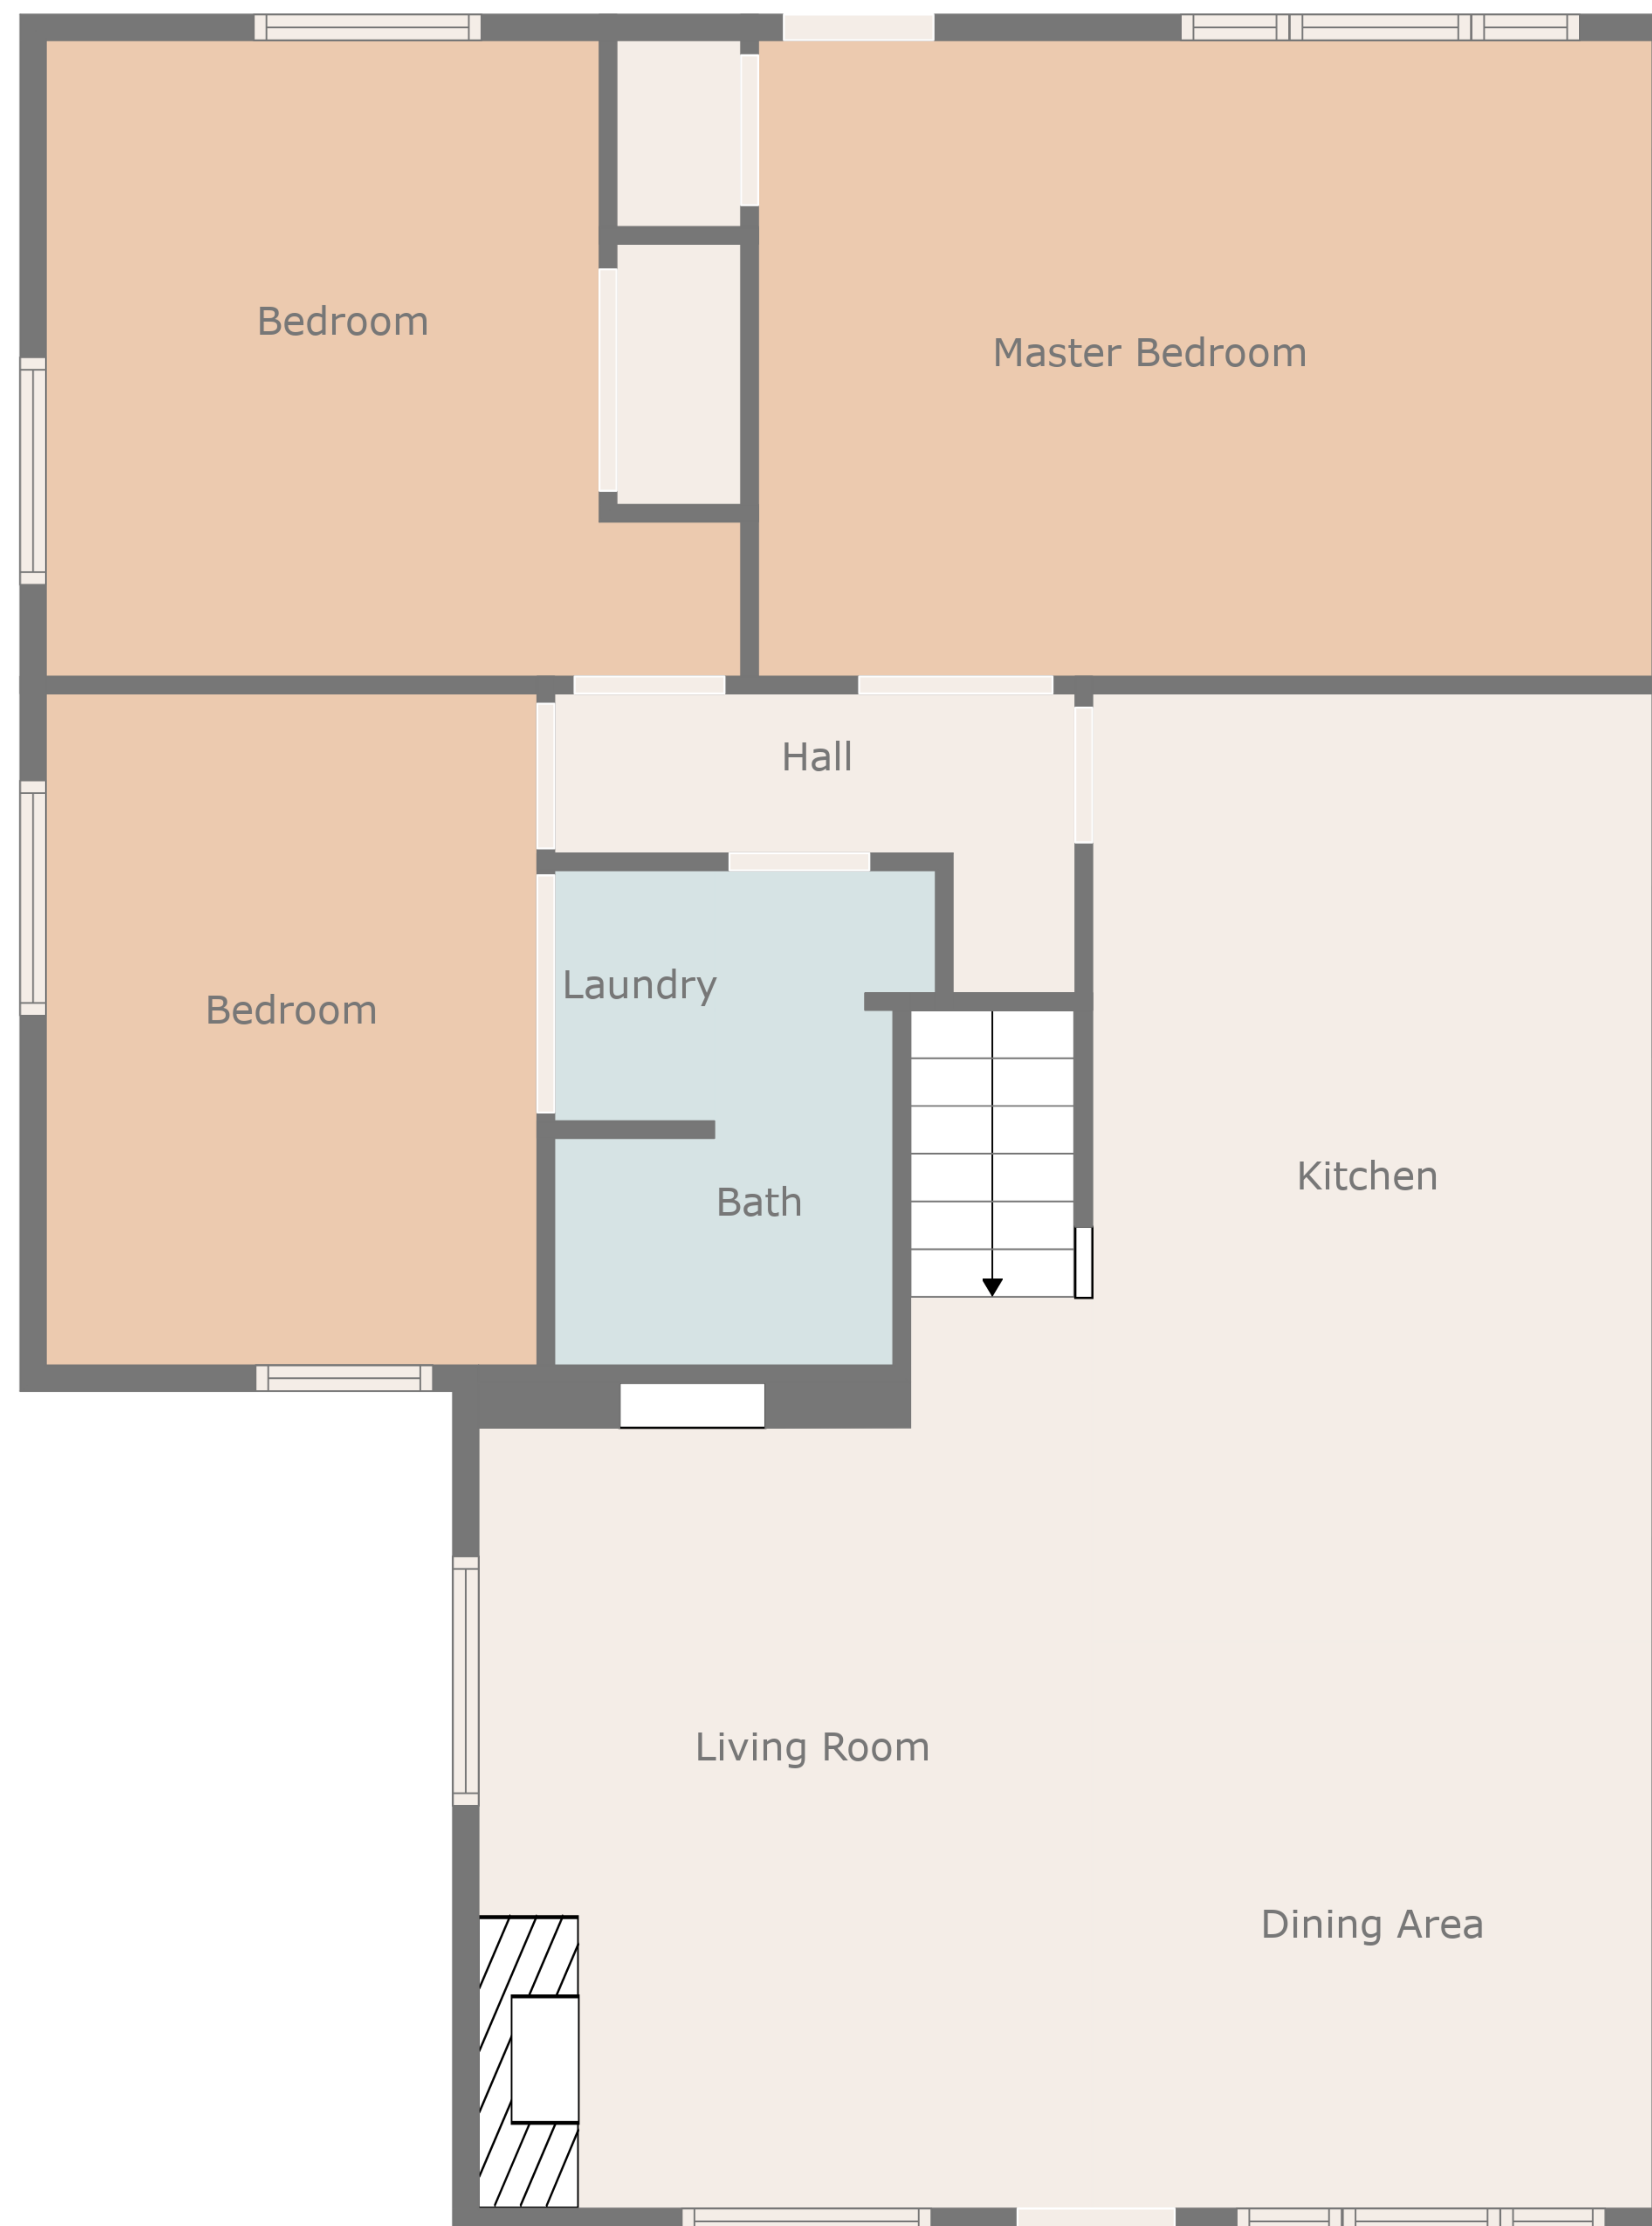 Bedroom
Master Bedroom
Hall
Laundry
Bedroom
Kitchen
Bath
Living Room
Dining Area